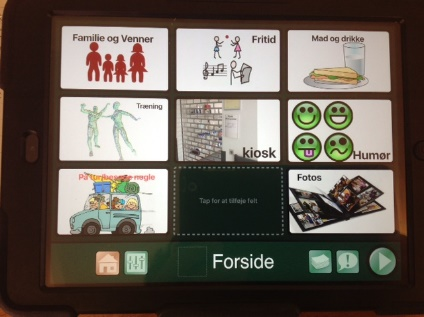 Familie og Venner
Fritid
Mad og drikke
Træning
kiosk
Humør
Fotos
Tap for at tilføje felt
Forside